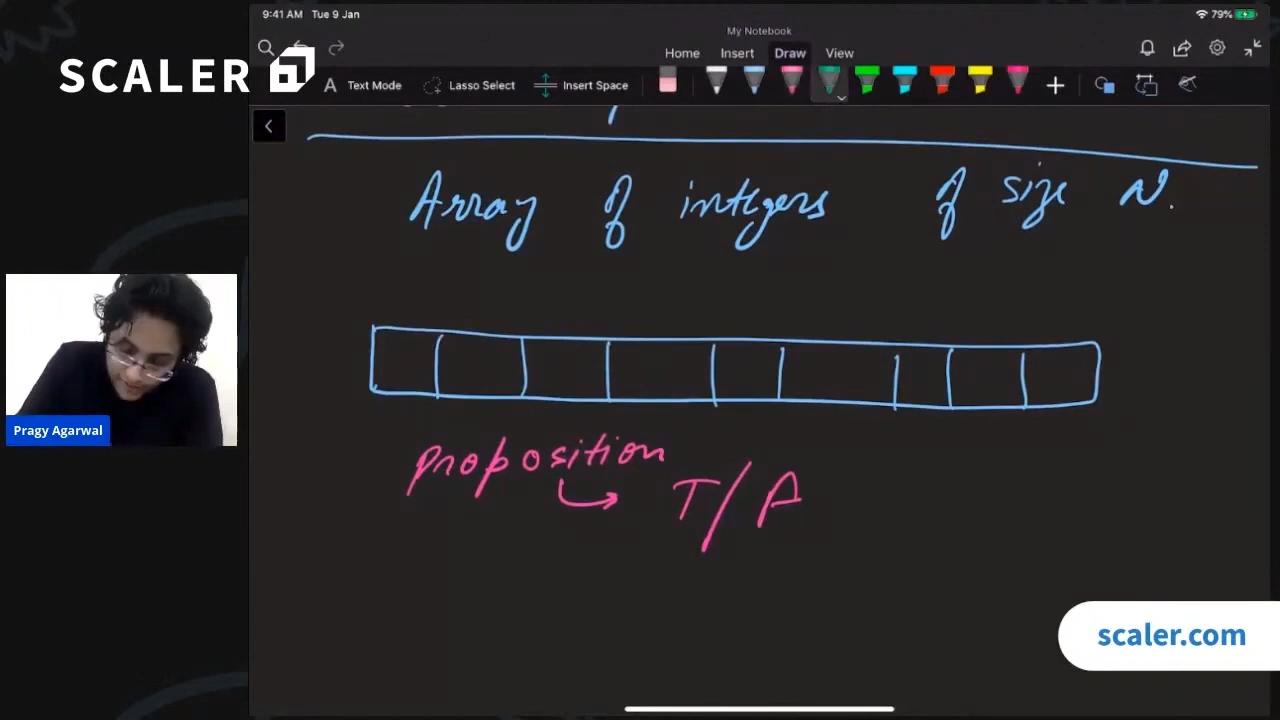 9:41 AM Tue 9 Jan
79%
My Notebook
Home Insert Draw View
SCALER
A Text Mode Lasso Select Insert Space
Array of integers of size N.
Pragy Agarwal
proposition
T/F
scaler.com